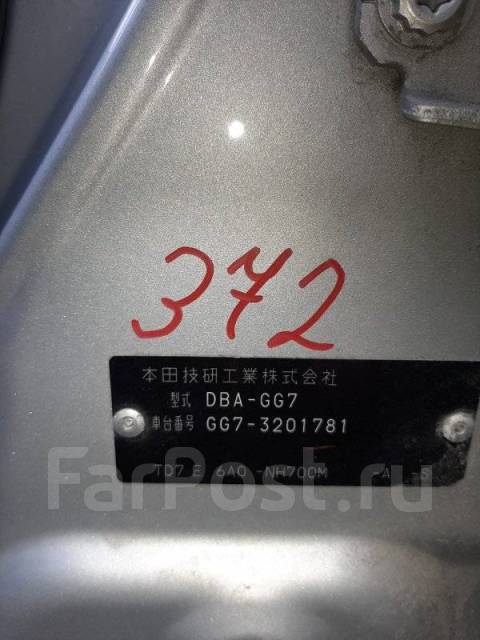 372
本田技研工業株式会社
型式 DBA-GG7
車台番号 GG7-3201781
TD7 E 6A0 -NH700M A S
FarPost.ru